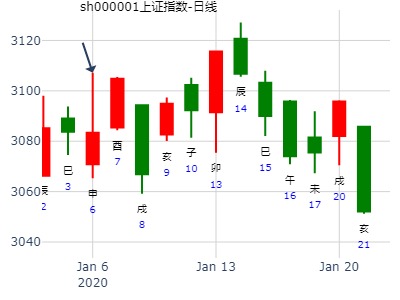 sh000001上证指数-日线
3120
3100
3080
3060
3040
辰
2
巳
3
申
6
酉
7
戌
8
亥
9
子
10
卯
13
辰
14
巳
15
午
16
未
17
戌
20
亥
21
Jan 6
2020
Jan 13
Jan 20